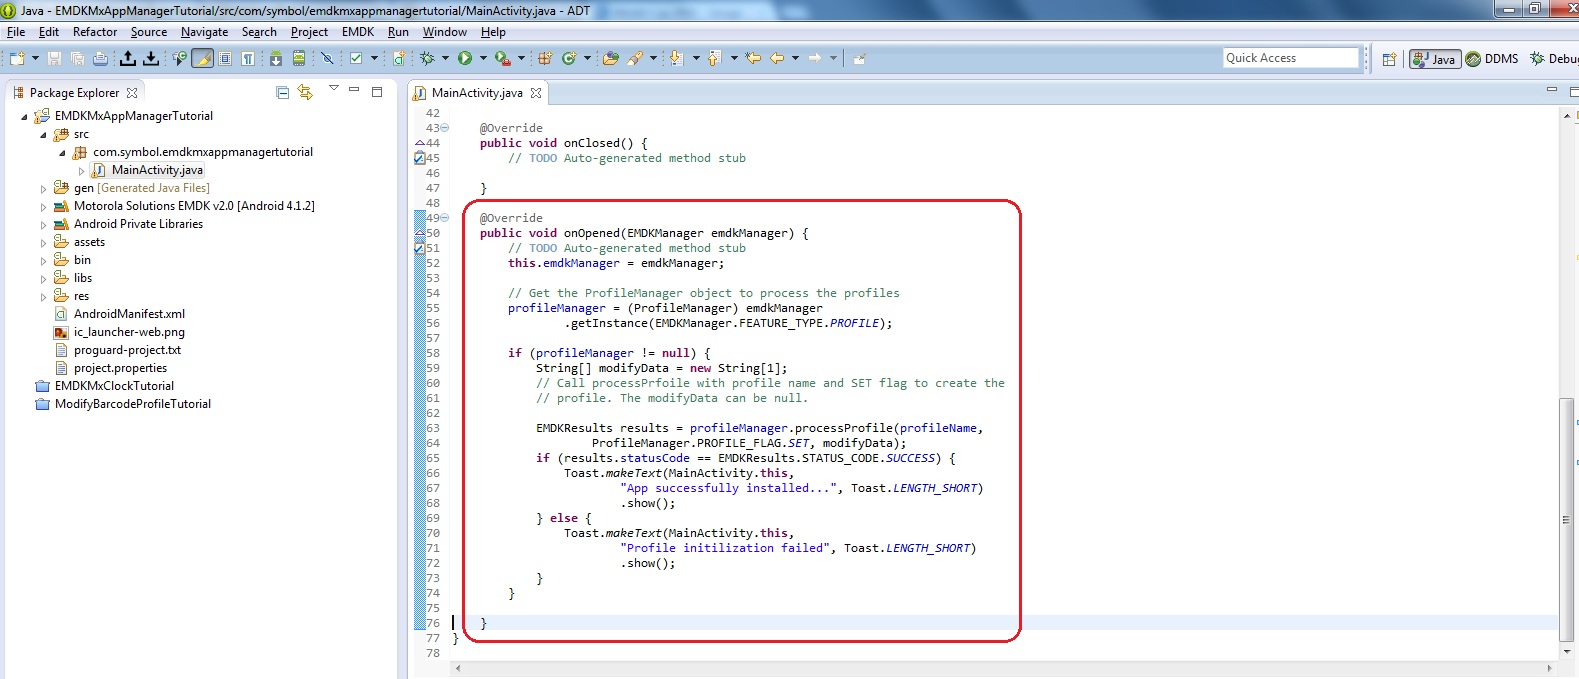 Java - EMDKMxAppManagerTutorial/src/com/symbol/emdkmxappmanagertutorial/MainActivity.java - ADT
File Edit Refactor Source Navigate Search Project EMDK Run Window Help
Quick Access
Java
DDMS
Debu
Package Explorer
EMDKMxAppManagerTutorial
src
com.symbol.emdkmxappmanagertutorial
MainActivity.java
gen [Generated Java Files]
Motorola Solutions EMDK v2.0 [Android 4.1.2]
Android Private Libraries
assets
bin
libs
res
AndroidManifest.xml
ic_launcher-web.png
proguard-project.txt
project.properties
EMDKMxClockTutorial
ModifyBarcodeProfileTutorial
MainActivity.java
42
43 @Override
44 public void onClosed() {
45 // TODO Auto-generated method stub
46
47 }
48
49 @Override
50 public void onOpened(EMDKManager emdkManager) {
51 // TODO Auto-generated method stub
52 this.emdkManager = emdkManager;
53
54 // Get the ProfileManager object to process the profiles
55 profileManager = (ProfileManager) emdkManager
56 .getInstance(EMDKManager.FEATURE_TYPE.PROFILE);
57
58 if (profileManager != null) {
59 String[] modifyData = new String[1];
60 // Call processPrfoile with profile name and SET flag to create the
61 // profile. The modifyData can be null.
62
63 EMDKResults results = profileManager.processProfile(profileName,
64 ProfileManager.PROFILE_FLAG.SET, modifyData);
65 if (results.statusCode == EMDKResults.STATUS_CODE.SUCCESS) {
66 Toast.makeText(MainActivity.this,
67 "App successfully installed...", Toast.LENGTH_SHORT)
68 .show();
69 } else {
70 Toast.makeText(MainActivity.this,
71 "Profile initilization failed", Toast.LENGTH_SHORT)
72 .show();
73 }
74 }
75
76 }
77 }
78